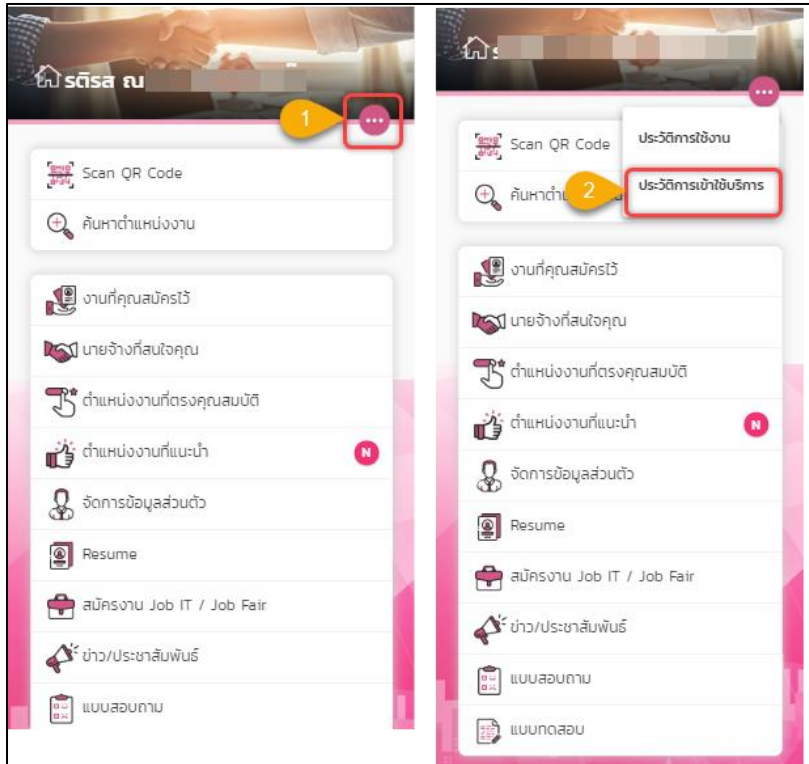 รติรส ณ
1
Scan QR Code
ค้นหาตำแหน่งงาน
งานที่คุณสมัครไว้
นายจ้างที่สนใจคุณ
ตำแหน่งงานที่ตรงคุณสมบัติ
ตำแหน่งงานที่แนะนำ
N
จัดการข้อมูลส่วนตัว
Resume
สมัครงาน Job IT / Job Fair
ข่าว/ประชาสัมพันธ์
แบบสอบถาม
ประวัติการใช้งาน
Scan QR Code
ประวัติการเข้าใช้บริการ
2
งานที่คุณสมัครไว้
นายจ้างที่สนใจคุณ
ตำแหน่งงานที่ตรงคุณสมบัติ
ตำแหน่งงานที่แนะนำ
N
จัดการข้อมูลส่วนตัว
Resume
สมัครงาน Job IT / Job Fair
ข่าว/ประชาสัมพันธ์
แบบสอบถาม
แบบทดสอบ